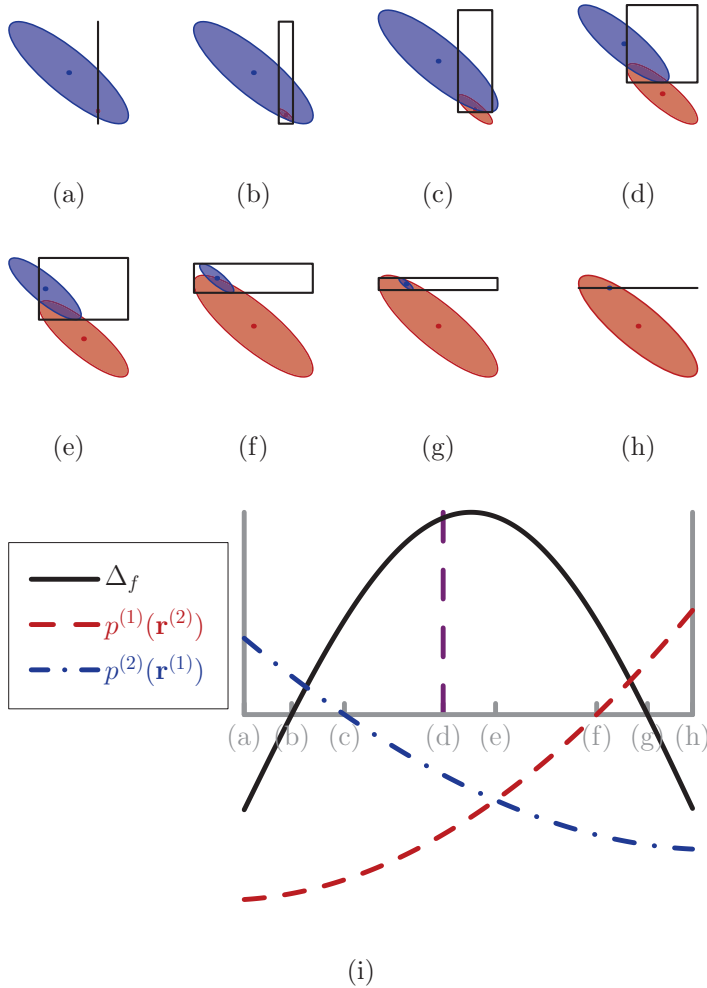 (a) (b) (c) (d)
(e) (f) (g) (h)
Δ_f
p^{(1)}(r^{(2)})
p^{(2)}(r^{(1)})
(a) (b) (c) (d) (e) (f) (g) (h)
(i)